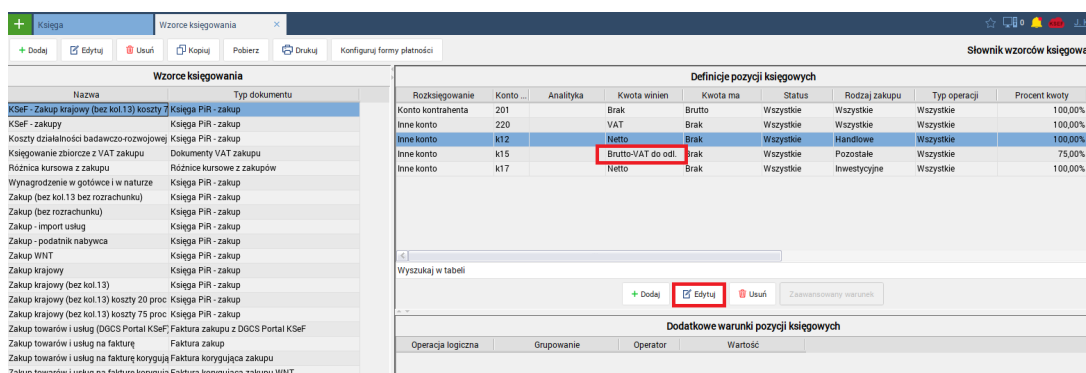 + Księga Wzorce księgowania × 0
+ Dodaj Edytuj Usuń Kopiuj Pobierz Drukuj Konfiguruj formy płatności Słownik wzorców księgowa
Wzorce księgowania
Nazwa Typ dokumentu
KSeF - Zakup krajowy (bez kol.13) koszty 7 Księga PiR - zakup
KSeF - zakupy Księga PiR - zakup
Koszty działalności badawczo-rozwojowej Księga PiR - zakup
Księgowanie zbiorcze z VAT zakupu Dokumenty VAT zakupu
Różnica kursowa z zakupu Różnice kursowe z zakupów
Wynagrodzenie w gotówce i w naturze Księga PiR - zakup
Zakup (bez kol.13 bez rozrachunku) Księga PiR - zakup
Zakup (bez rozrachunku) Księga PiR - zakup
Zakup - import usług Księga PiR - zakup
Zakup - podatnik nabywca Księga PiR - zakup
Zakup WNT Księga PiR - zakup
Zakup krajowy Księga PiR - zakup
Zakup krajowy (bez kol.13) Księga PiR - zakup
Zakup krajowy (bez kol.13) koszty 20 proc Księga PiR - zakup
Zakup krajowy (bez kol.13) koszty 75 proc Księga PiR - zakup
Zakup towarów i usług (DGCS Portal KSeF) Faktura zakupu z DGCS Portal KSeF
Zakup towarów i usług na fakturę Faktura zakup
Zakup towarów i usług na fakturę korygują Faktura korygująca zakupu
Zakup towarów i usług na fakturę korygują Faktura korygująca zakupu WNT
Definicje pozycji księgowych
Rozksięgowanie Konto ... Analityka Kwota winien Kwota ma Status Rodzaj zakupu Typ operacji Procent kwoty
Konto kontrahenta 201 Brak Brutto Wszystkie Wszystkie Wszystkie 100,00%
Inne konto 220 VAT Brak Wszystkie Wszystkie Wszystkie 100,00%
Inne konto k12 Netto Brak Wszystkie Handlowe Wszystkie 100,00%
Inne konto k15 Brutto-VAT do odl. Brak Wszystkie Pozostałe Wszystkie 75,00%
Inne konto k17 Netto Brak Wszystkie Inwestycyjne Wszystkie 100,00%
Wyszukaj w tabeli
+ Dodaj Edytuj Usuń Zaawansowany warunek
Dodatkowe warunki pozycji księgowych
Operacja logiczna Grupowanie Operator Wartość